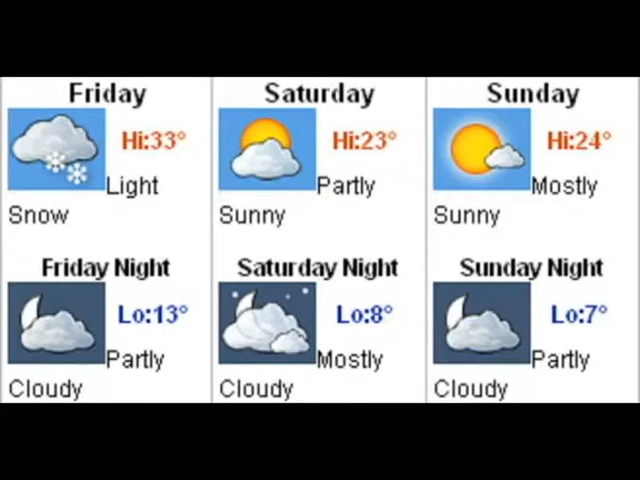 Friday
Hi:33°
Light
Snow
Saturday
Hi:23°
Partly
Sunny
Sunday
Hi:24°
Mostly
Sunny
Friday Night
Lo:13°
Partly
Cloudy
Saturday Night
Lo:8°
Mostly
Cloudy
Sunday Night
Lo:7°
Partly
Cloudy